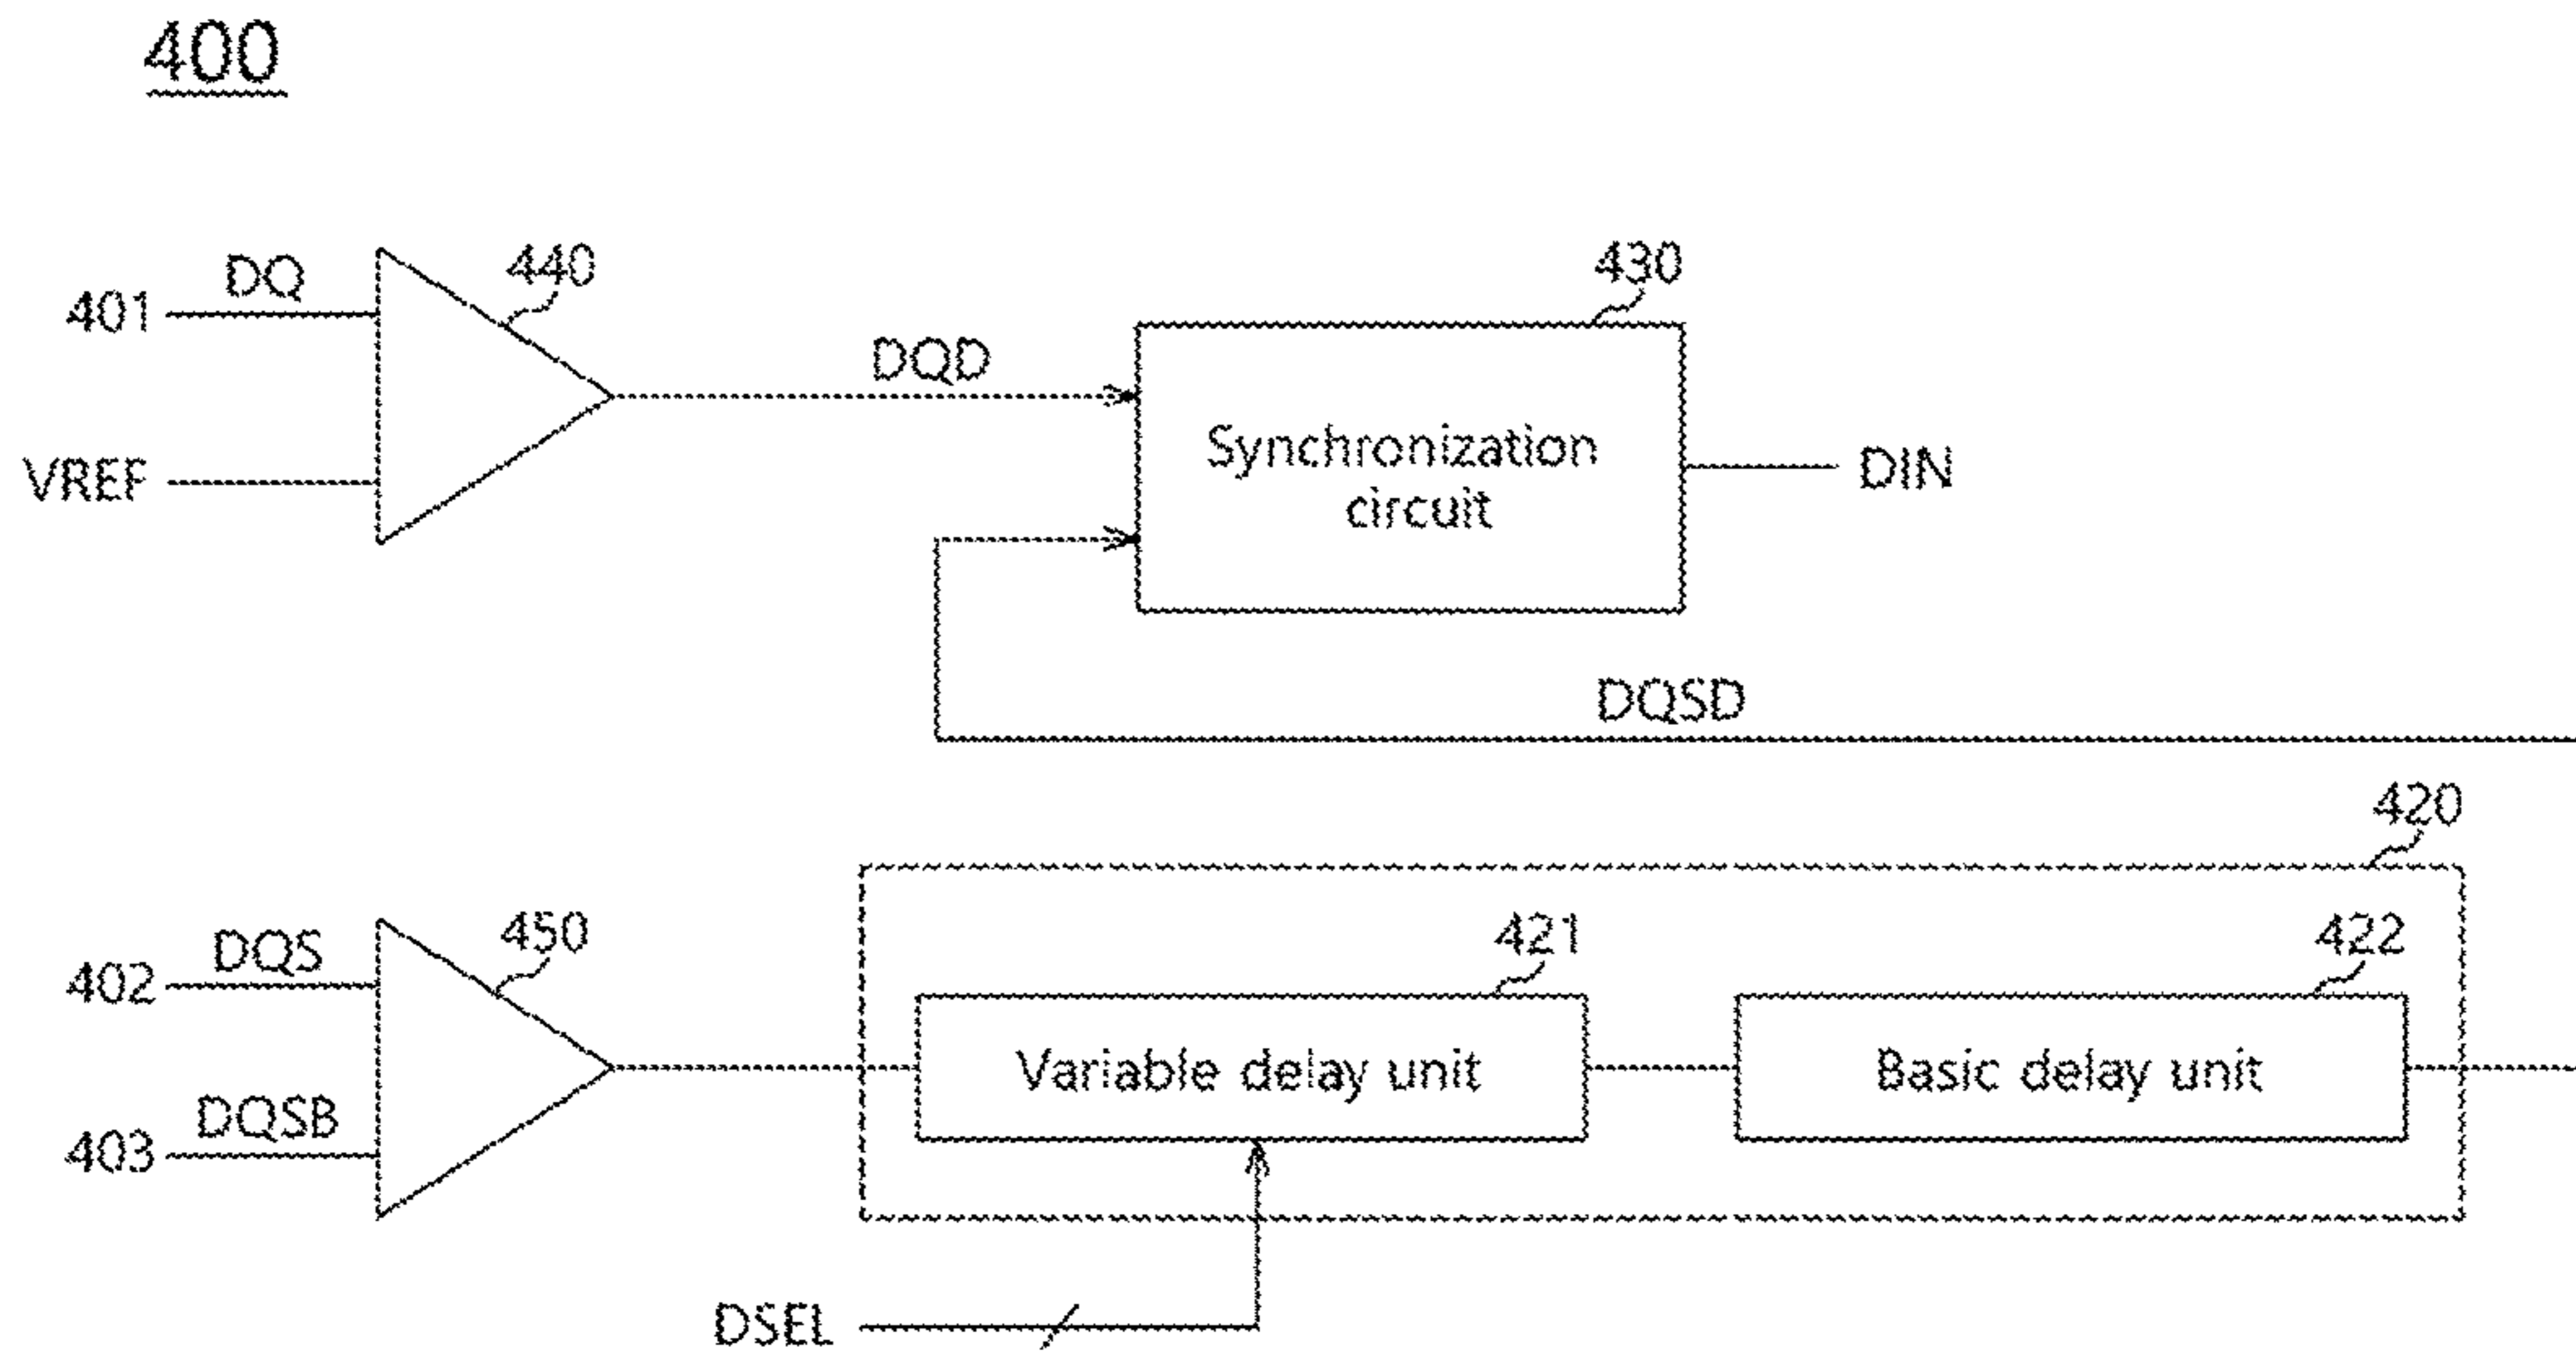 400
DQ
440
401
VREF
DQD
430
Synchronization
circuit
DIN
DQSD
420
DQS
450
402
DQSB
403
421
Variable delay unit
422
Basic delay unit
DSEL